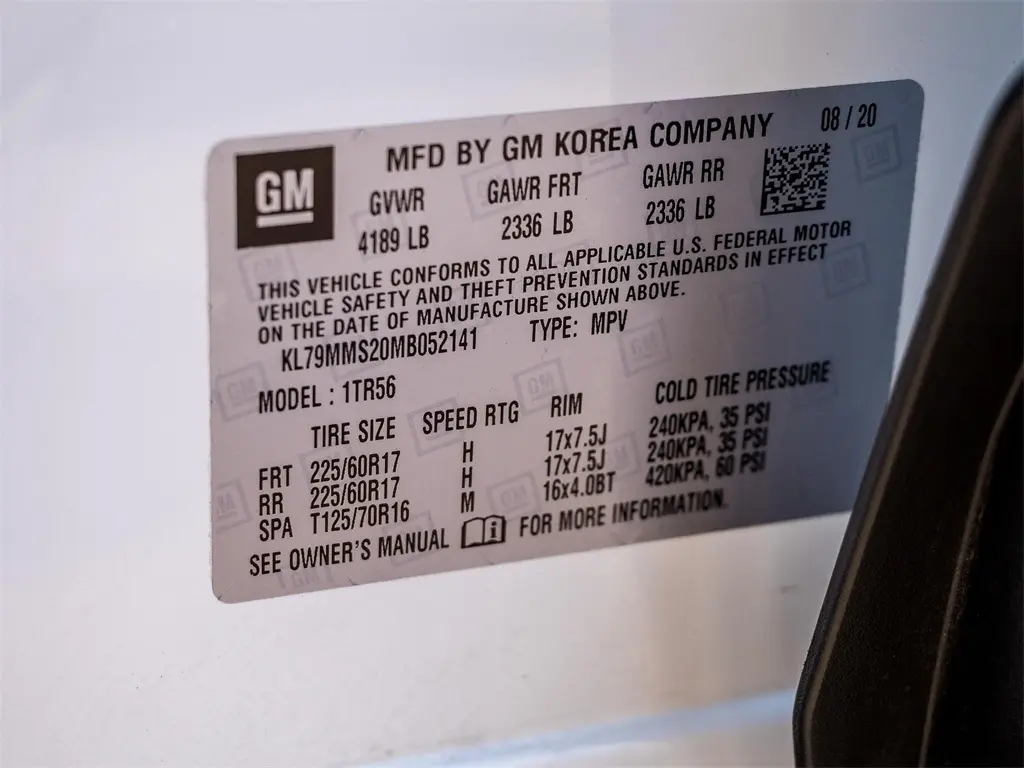 GM
MFD BY GM KOREA COMPANY 08 / 20
GVWR GAWR FRT GAWR RR
4189 LB 2336 LB 2336 LB
THIS VEHICLE CONFORMS TO ALL APPLICABLE U.S. FEDERAL MOTOR
VEHICLE SAFETY AND THEFT PREVENTION STANDARDS IN EFFECT
ON THE DATE OF MANUFACTURE SHOWN ABOVE.
KL79MMS20MB052141 TYPE: MPV
MODEL : 1TR56
TIRE SIZE SPEED RTG RIM COLD TIRE PRESSURE
FRT 225/60R17 H 17x7.5J 240KPA, 35 PSI
RR 225/60R17 H 17x7.5J 240KPA, 35 PSI
SPA T125/70R16 M 16x4.0BT 420KPA, 60 PSI
SEE OWNER'S MANUAL FOR MORE INFORMATION.